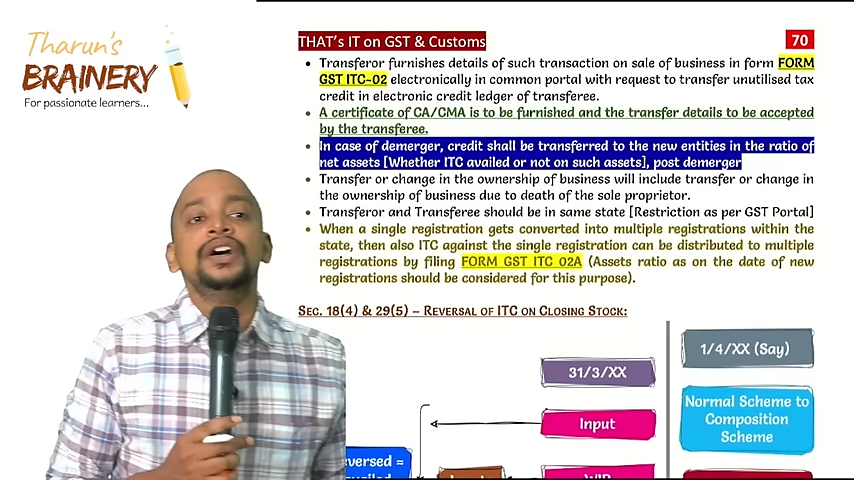 Tharun's
BRAINERY
For passionate learners...
THAT's IT on GST & Customs
70
• Transferor furnishes details of such transaction on sale of business in form FORM
GST ITC-02 electronically in common portal with request to transfer unutilised tax
credit in electronic credit ledger of transferee.
• A certificate of CA/CMA is to be furnished and the transfer details to be accepted
by the transferee.
• In case of demerger, credit shall be transferred to the new entities in the ratio of
net assets [Whether ITC availed or not on such assets], post demerger
• Transfer or change in the ownership of business will include transfer or change in
the ownership of business due to death of the sole proprietor.
• Transferor and Transferee should be in same state [Restriction as per GST Portal]
• When a single registration gets converted into multiple registrations within the
state, then also ITC against the single registration can be distributed to multiple
registrations by filing FORM GST ITC 02A (Assets ratio as on the date of new
registrations should be considered for this purpose).
SEC. 18(4) & 29(5) – REVERSAL OF ITC ON CLOSING STOCK:
31/3/XX
1/4/XX (Say)
Input
Normal Scheme to
Composition
Scheme
eversed =
WIP